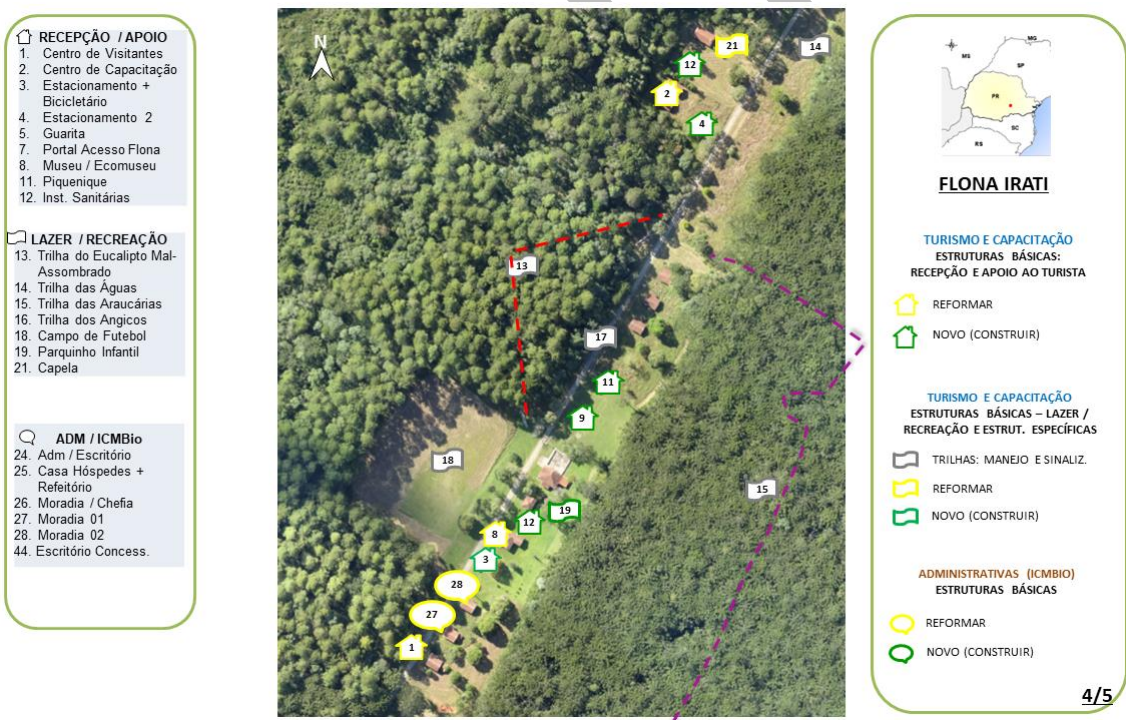 RECEPÇÃO / APOIO
1. Centro de Visitantes
2. Centro de Capacitação
3. Estacionamento +
Bicicletário
4. Estacionamento 2
5. Guarita
7. Portal Acesso Flona
8. Museu / Ecomuseu
11. Piquenique
12. Inst. Sanitárias
LAZER / RECREAÇÃO
13. Trilha do Eucalipto Mal-
Assombrado
14. Trilha das Águas
15. Trilha das Araucárias
16. Trilha dos Angicos
18. Campo de Futebol
19. Parquinho Infantil
21. Capela
ADM / ICMBio
24. Adm / Escritório
25. Casa Hóspedes +
Refeitório
26. Moradia / Chefia
27. Moradia 01
28. Moradia 02
44. Escritório Concess.
N
21
14
12
2
4
13
17
11
9
18
15
19
12
8
3
28
27
1
MG
MS
SP
PR
SC
RS
FLONA IRATI
TURISMO E CAPACITAÇÃO
ESTRUTURAS BÁSICAS:
RECEPÇÃO E APOIO AO TURISTA
REFORMAR
NOVO (CONSTRUIR)
TURISMO E CAPACITAÇÃO
ESTRUTURAS BÁSICAS – LAZER /
RECREAÇÃO E ESTRUT. ESPECÍFICAS
TRILHAS: MANEJO E SINALIZ.
REFORMAR
NOVO (CONSTRUIR)
ADMINISTRATIVAS (ICMBIO)
ESTRUTURAS BÁSICAS
REFORMAR
NOVO (CONSTRUIR)
4/5